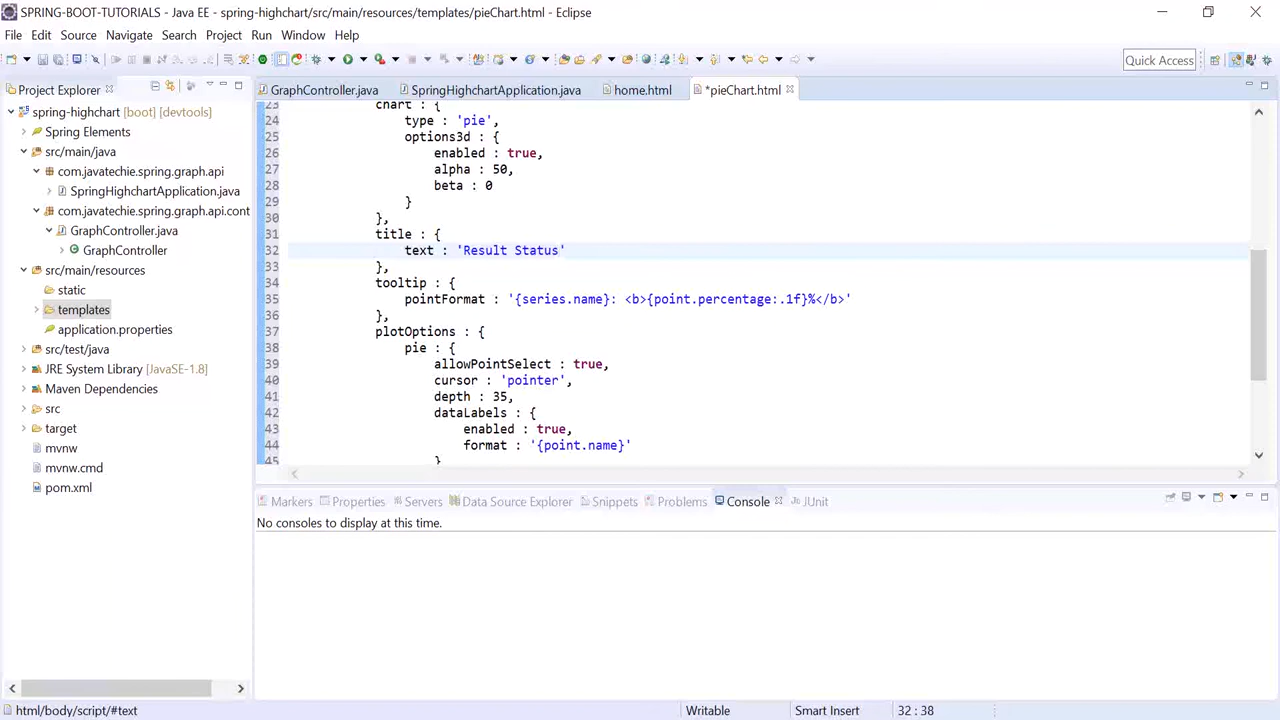 SPRING-BOOT-TUTORIALS - Java EE - spring-highchart/src/main/resources/templates/pieChart.html - Eclipse
File Edit Source Navigate Search Project Run Window Help
Quick Access
Project Explorer
spring-highchart [boot] [devtools]
Spring Elements
src/main/java
com.javatechie.spring.graph.api
SpringHighchartApplication.java
com.javatechie.spring.graph.api.cont
GraphController.java
GraphController
src/main/resources
static
templates
application.properties
src/test/java
JRE System Library [JavaSE-1.8]
Maven Dependencies
src
target
mvnw
mvnw.cmd
pom.xml
GraphController.java SpringHighchartApplication.java home.html *pieChart.html
23 chart : {
24 type : 'pie',
25 options3d : {
26 enabled : true,
27 alpha : 50,
28 beta : 0
29 }
30 },
31 title : {
32 text : 'Result Status'
33 },
34 tooltip : {
35 pointFormat : '{series.name}: <b>{point.percentage:.1f}%</b>'
36 },
37 plotOptions : {
38 pie : {
39 allowPointSelect : true,
40 cursor : 'pointer',
41 depth : 35,
42 dataLabels : {
43 enabled : true,
44 format : '{point.name}'
45 }
Markers Properties Servers Data Source Explorer Snippets Problems Console JUnit
No consoles to display at this time.
html/body/script/#text Writable Smart Insert 32 : 38